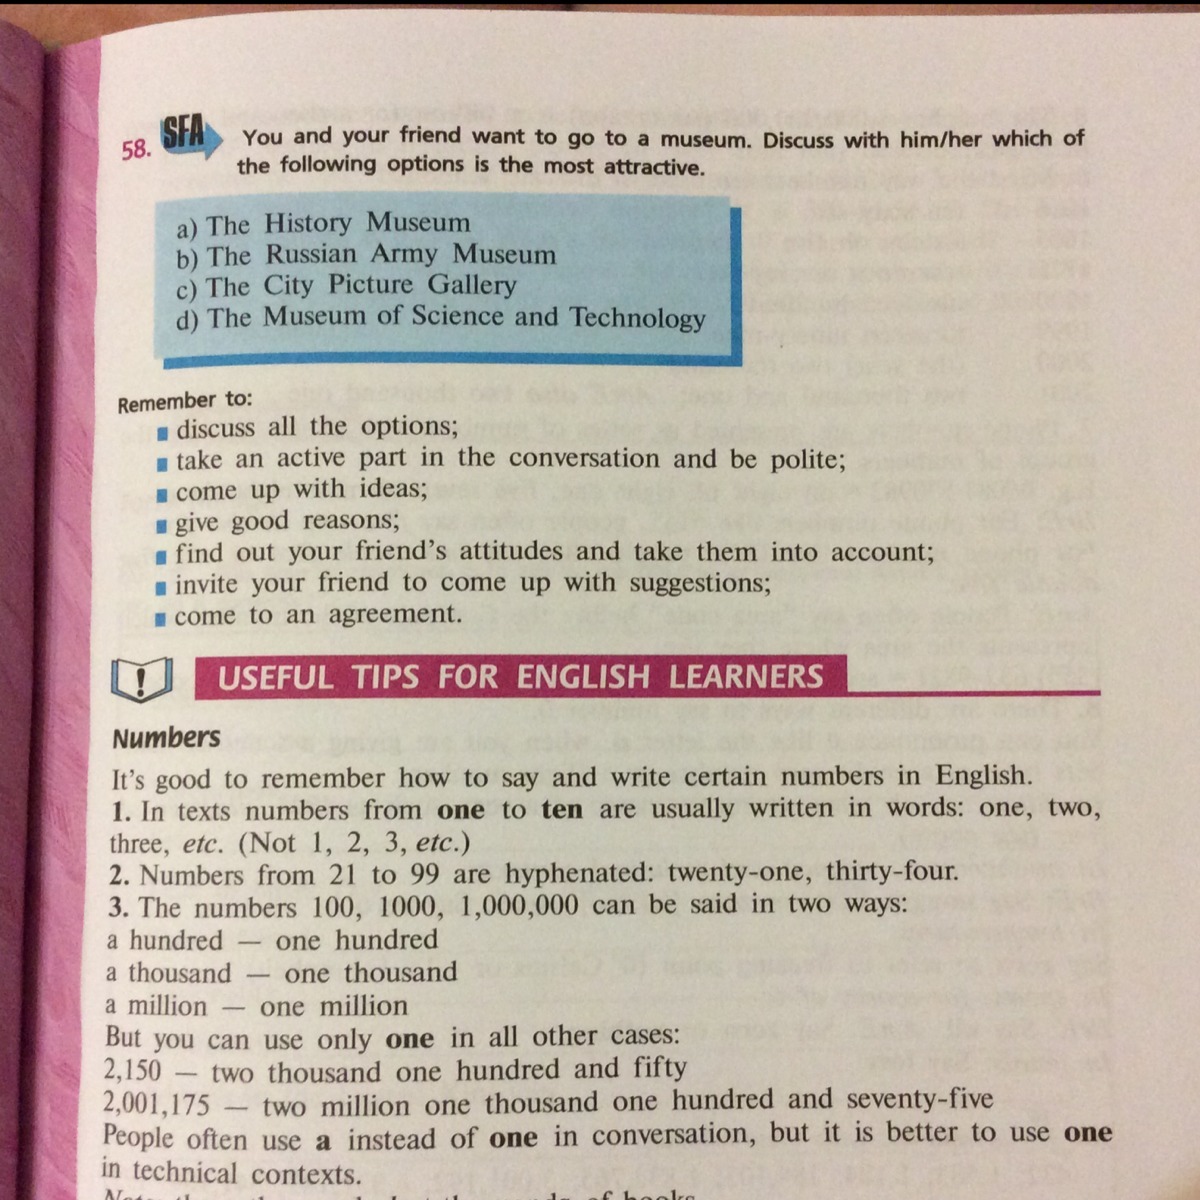 58. SFA You and your friend want to go to a museum. Discuss with him/her which of
the following options is the most attractive.
a) The History Museum
b) The Russian Army Museum
c) The City Picture Gallery
d) The Museum of Science and Technology
Remember to:
discuss all the options;
take an active part in the conversation and be polite;
come up with ideas;
give good reasons;
find out your friend's attitudes and take them into account;
invite your friend to come up with suggestions;
come to an agreement.
! USEFUL TIPS FOR ENGLISH LEARNERS
Numbers
It's good to remember how to say and write certain numbers in English.
1. In texts numbers from one to ten are usually written in words: one, two,
three, etc. (Not 1, 2, 3, etc.)
2. Numbers from 21 to 99 are hyphenated: twenty-one, thirty-four.
3. The numbers 100, 1000, 1,000,000 can be said in two ways:
a hundred — one hundred
a thousand — one thousand
a million — one million
But you can use only one in all other cases:
2,150 — two thousand one hundred and fifty
2,001,175 — two million one thousand one hundred and seventy-five
People often use a instead of one in conversation, but it is better to use one
in technical contexts.
of books